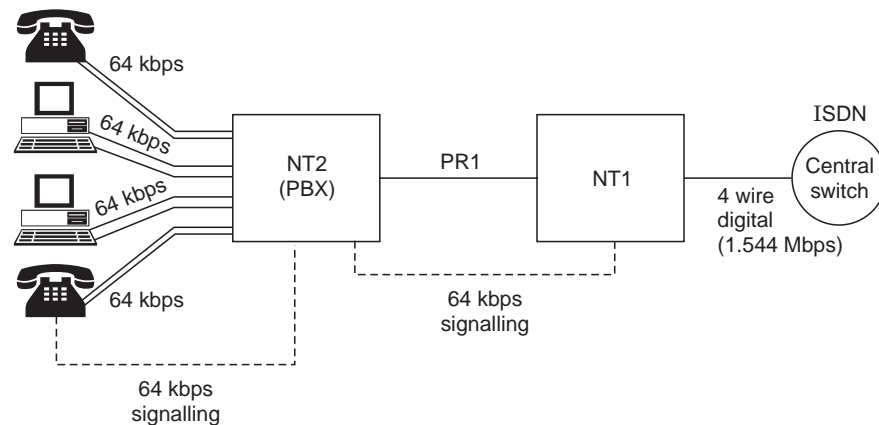 64 kbps
64 kbps
64 kbps
64 kbps
NT2
(PBX)
PR1
NT1
ISDN
Central
switch
4 wire
digital
(1.544 Mbps)
64 kbps
signalling
64 kbps
signalling